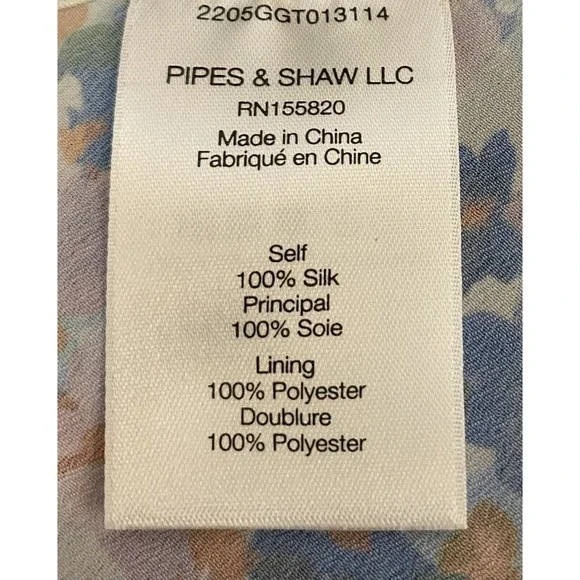 2205GGT013114
PIPES & SHAW LLC
RN155820
Made in China
Fabriqué en Chine
Self
100% Silk
Principal
100% Soie
Lining
100% Polyester
Doublure
100% Polyester